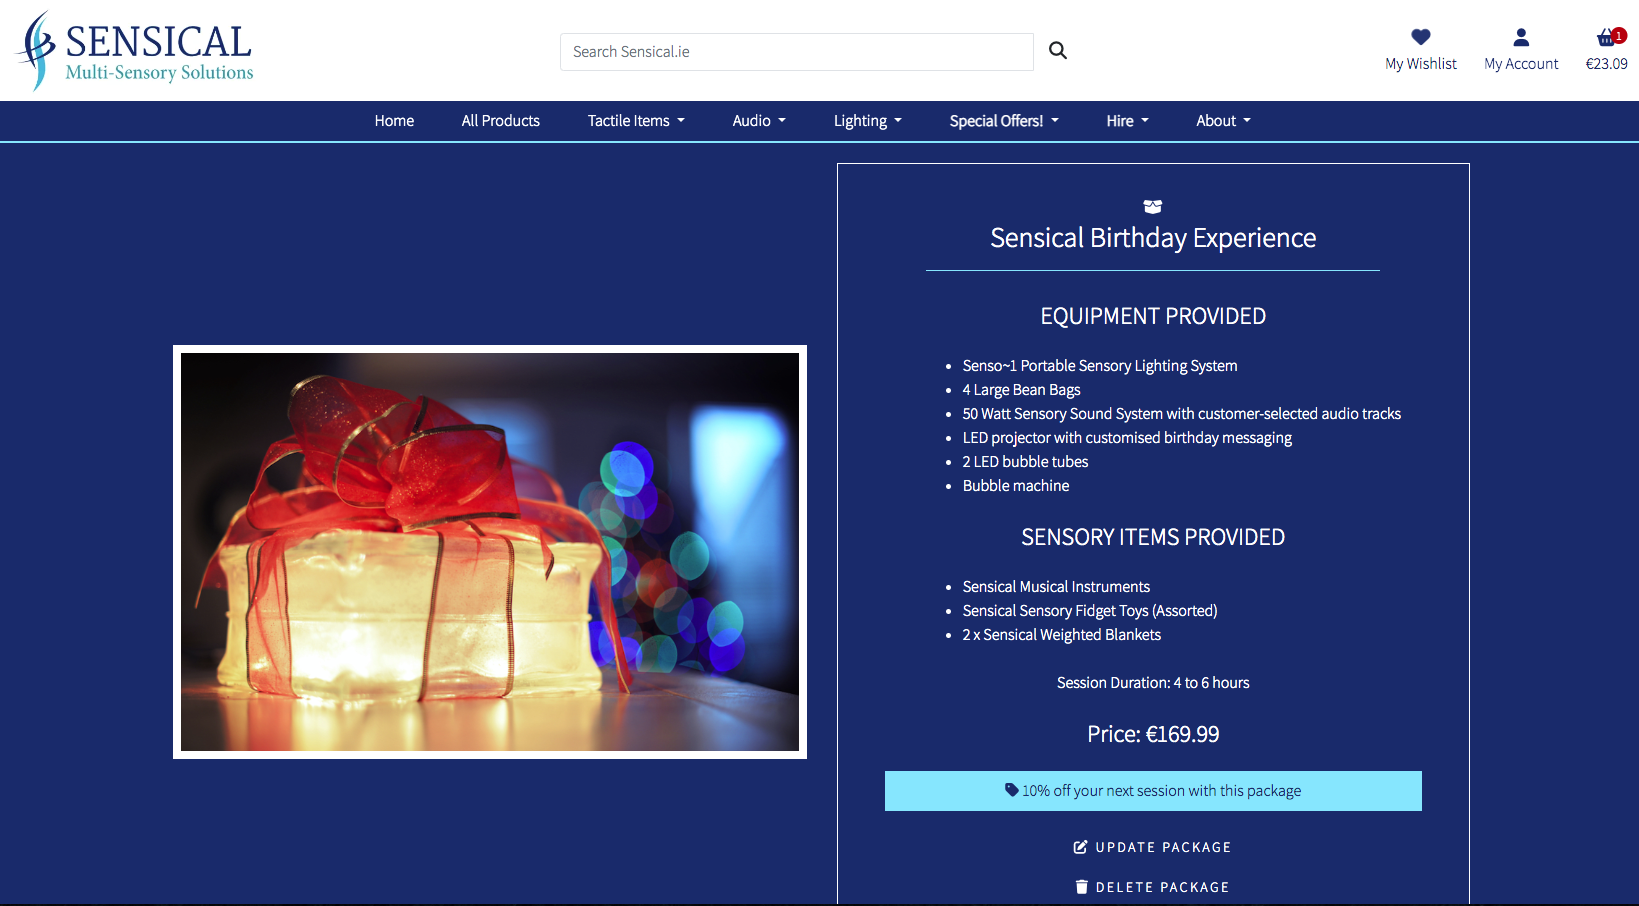 SENSICAL
Multi-Sensory Solutions
Search Sensical.ie
My Wishlist
My Account
1
€23.09
Home
All Products
Tactile Items
Audio
Lighting
Special Offers!
Hire
About
Sensical Birthday Experience
EQUIPMENT PROVIDED
Senso~1 Portable Sensory Lighting System
4 Large Bean Bags
50 Watt Sensory Sound System with customer-selected audio tracks
LED projector with customised birthday messaging
2 LED bubble tubes
Bubble machine
SENSORY ITEMS PROVIDED
Sensical Musical Instruments
Sensical Sensory Fidget Toys (Assorted)
2 x Sensical Weighted Blankets
Session Duration: 4 to 6 hours
Price: €169.99
10% off your next session with this package
UPDATE PACKAGE
DELETE PACKAGE